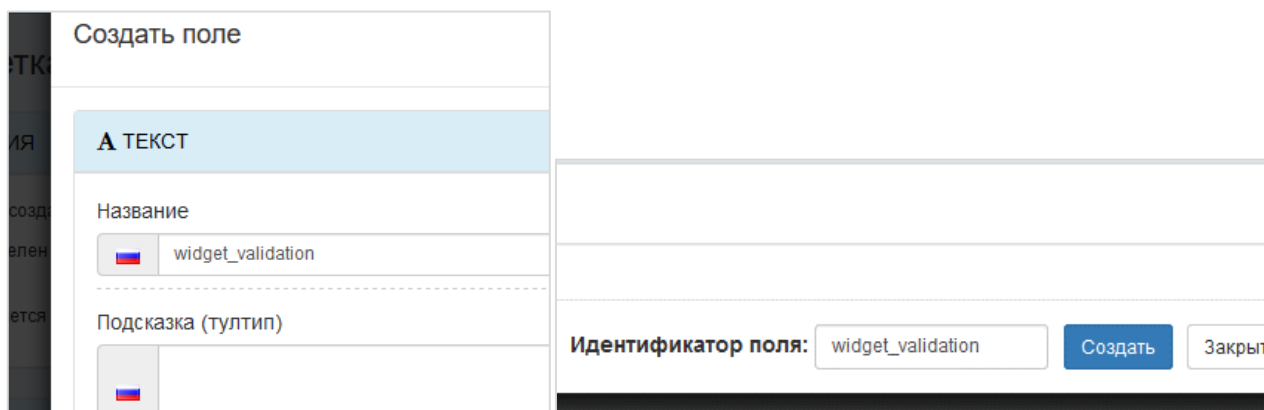 Создать поле
A ТЕКСТ
Название
widget_validation
Подсказка (тултип)
Идентификатор поля: widget_validation Создать